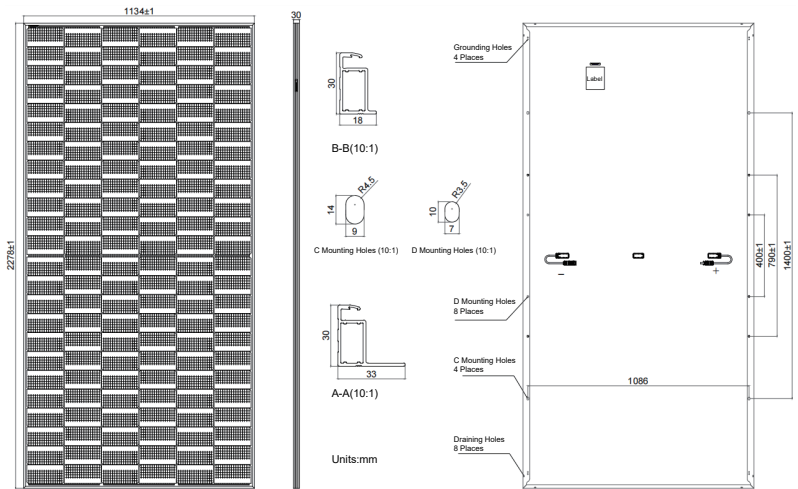 1134±1
2278±1
30
30
18
B-B(10:1)
14
R4.5
9
C Mounting Holes (10:1)
10
R3.5
7
D Mounting Holes (10:1)
30
33
A-A(10:1)
Units:mm
Grounding Holes
4 Places
Label
400±1
790±1
1400±1
−
+
D Mounting Holes
8 Places
C Mounting Holes
4 Places
1086
Draining Holes
8 Places